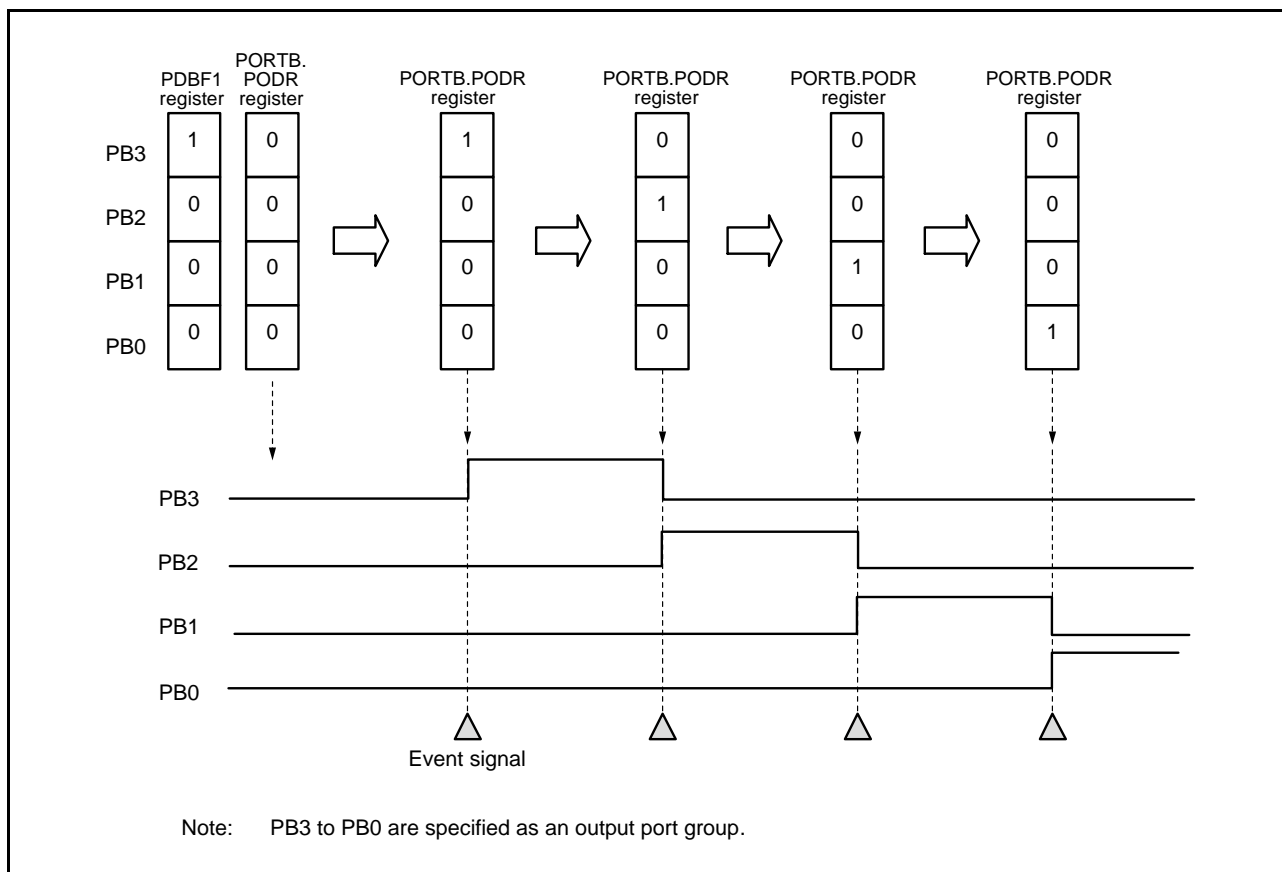 PDBF1
register
PORTB.
PODR
register
PORTB.PODR
register
PORTB.PODR
register
PORTB.PODR
register
PORTB.PODR
register
PB3 1 0 1 0 0 0
PB2 0 0 0 1 0 0
PB1 0 0 0 0 1 0
PB0 0 0 0 0 0 1
PB3
PB2
PB1
PB0
Event signal
Note: PB3 to PB0 are specified as an output port group.